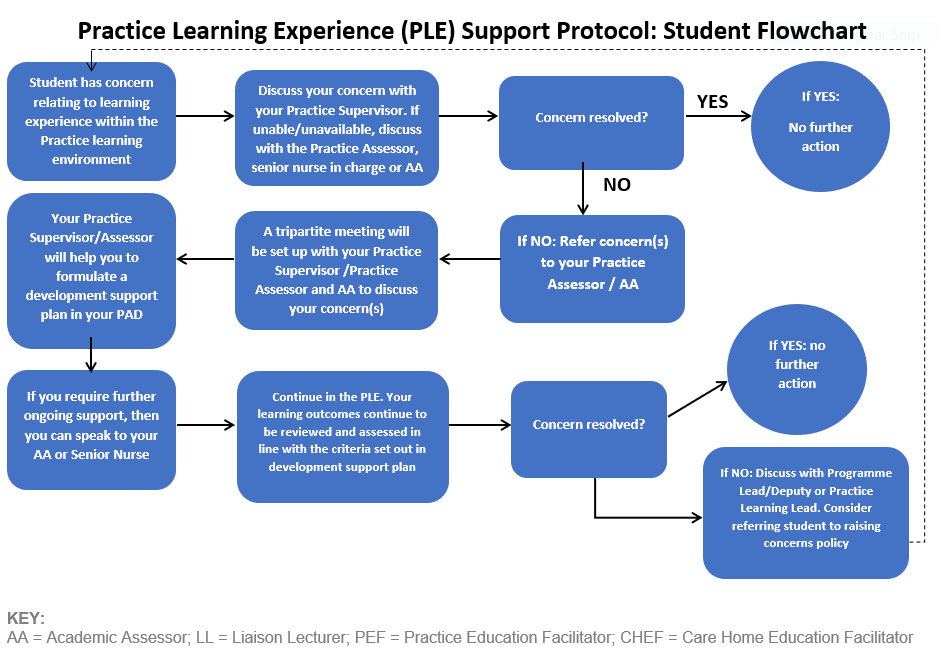 Practice Learning Experience (PLE) Support Protocol: Student Flowchart
Student has concern
relating to learning
experience within the
Practice learning
environment
Discuss your concern with
your Practice Supervisor. If
unable/unavailable, discuss
with the Practice Assessor,
senior nurse in charge or AA
Concern resolved?
YES
If YES:
No further
action
NO
Your Practice
Supervisor/Assessor
will help you to
formulate a
development support
plan in your PAD
A tripartite meeting will
be set up with your Practice
Supervisor /Practice
Assessor and AA to discuss
your concern(s)
If NO: Refer concern(s)
to your Practice
Assessor / AA
If YES: no
further
action
If you require further
ongoing support, then
you can speak to your
AA or Senior Nurse
Continue in the PLE. Your
learning outcomes continue to
be reviewed and assessed in
line with the criteria set out in
development support plan
Concern resolved?
If NO: Discuss with Programme
Lead/Deputy or Practice
Learning Lead. Consider
referring student to raising
concerns policy
KEY:
AA = Academic Assessor; LL = Liaison Lecturer; PEF = Practice Education Facilitator; CHEF = Care Home Education Facilitator